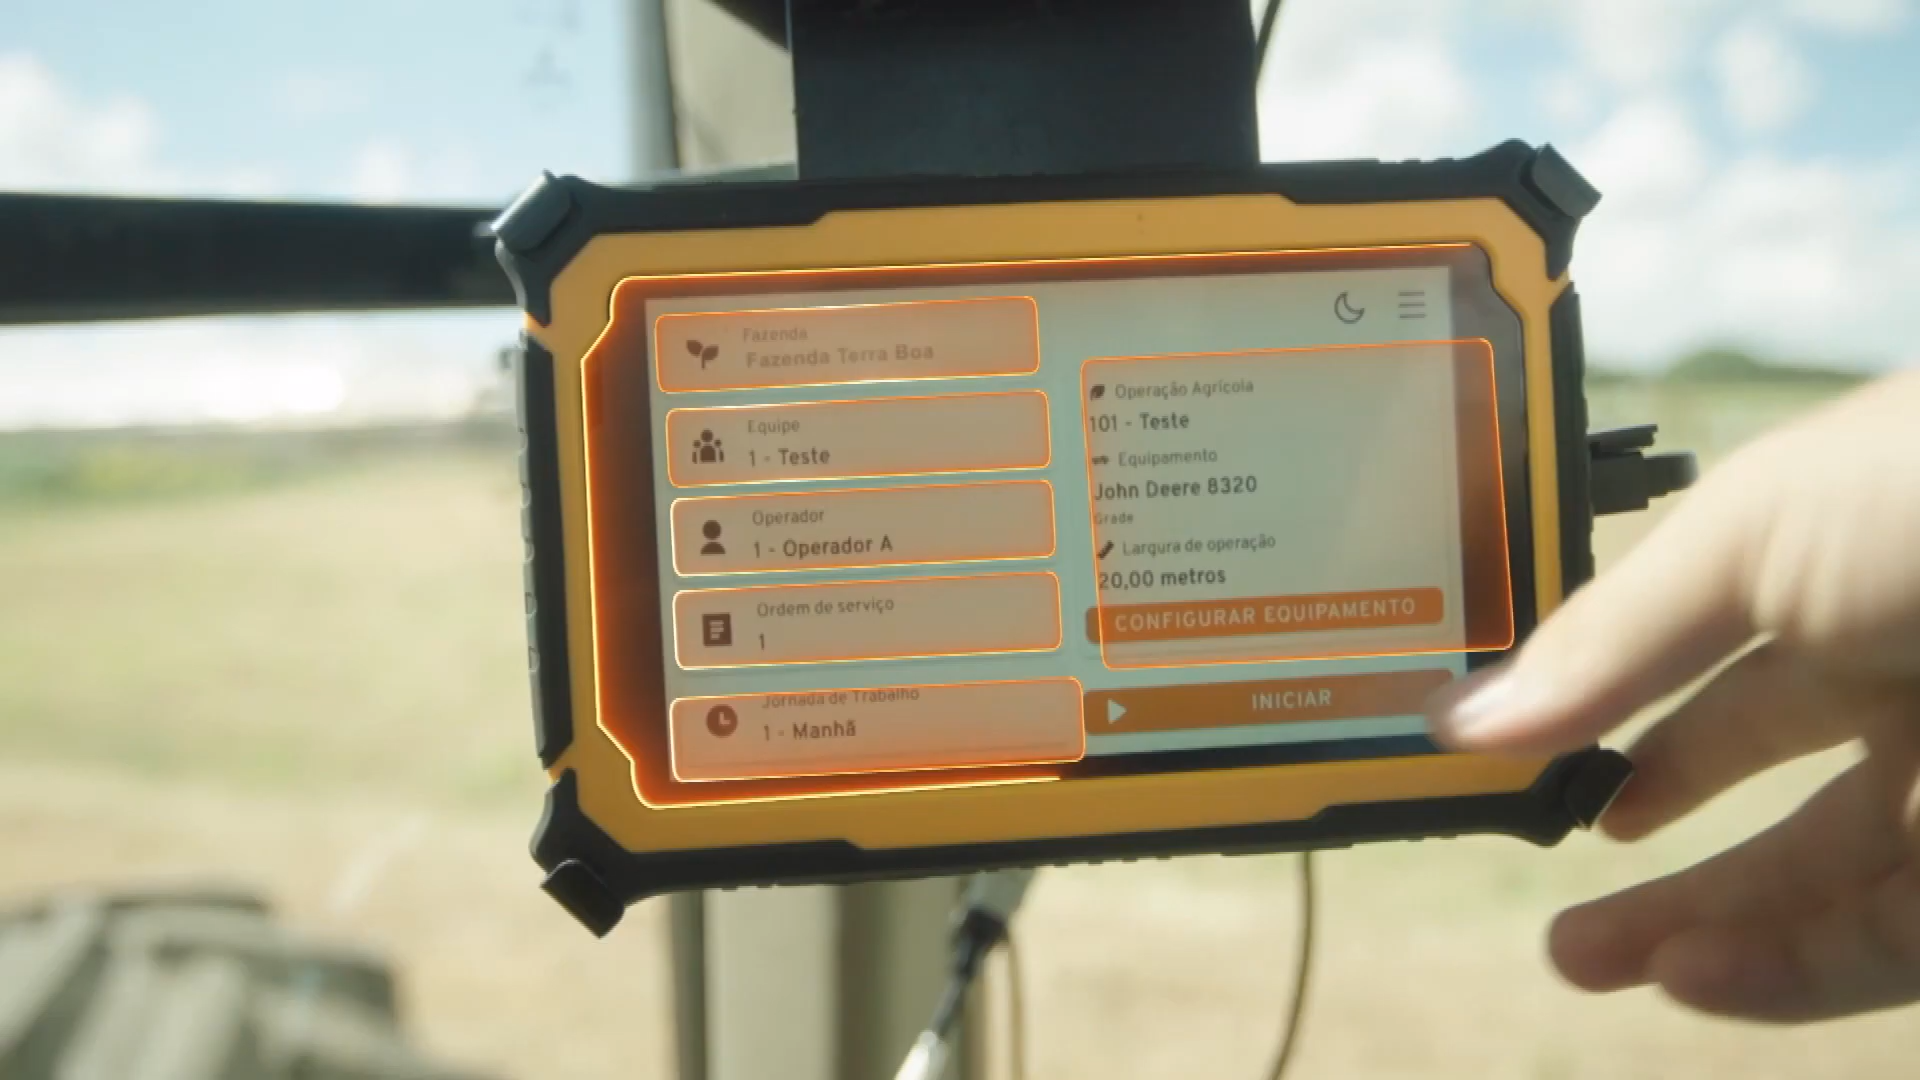 Fazenda
Fazenda Terra Boa
Equipe
1 - Teste
Operador
1 - Operador A
Ordem de serviço
1
Jornada de Trabalho
1 - Manhã
Operação Agrícola
101 - Teste
Equipamento
John Deere 8320
Grade
Largura de operação
20,00 metros
CONFIGURAR EQUIPAMENTO
INICIAR